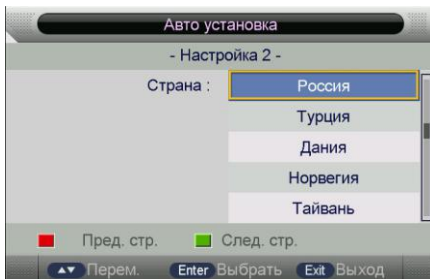 Авто установка
- Настройка 2 -
Страна : Россия
Турция
Дания
Норвегия
Тайвань
Пред. стр. След. стр.
Перем. Enter Выбрать Exit Выход